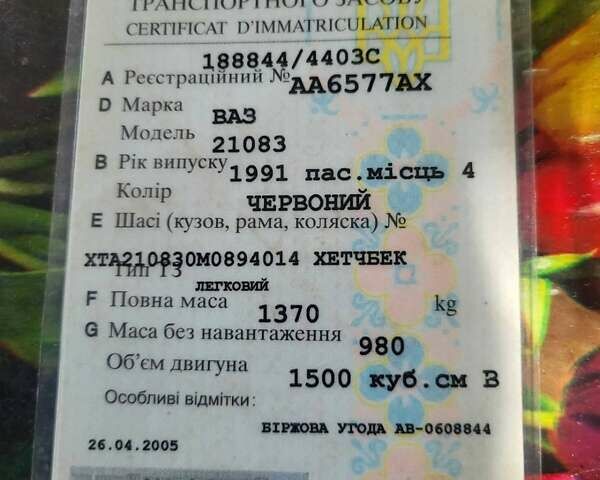 ТРАНСПОРТНОГО ЗАСОБУ
CERTIFICAT D'IMMATRICULATION
188844/4403С
A Реєстраційний № АА6577АХ
D Марка ВАЗ
Модель 21083
B Рік випуску 1991 пас.місць 4
Колір ЧЕРВОНИЙ
E Шасі (кузов, рама, коляска) №
XTA210830M0894014 ХЕТЧБЕК
Тип ТЗ ЛЕГКОВИЙ
F Повна маса 1370 kg
G Маса без навантаження 980
Об'єм двигуна 1500 куб.см В
Особливі відмітки:
БІРЖОВА УГОДА АВ-0608844
26.04.2005